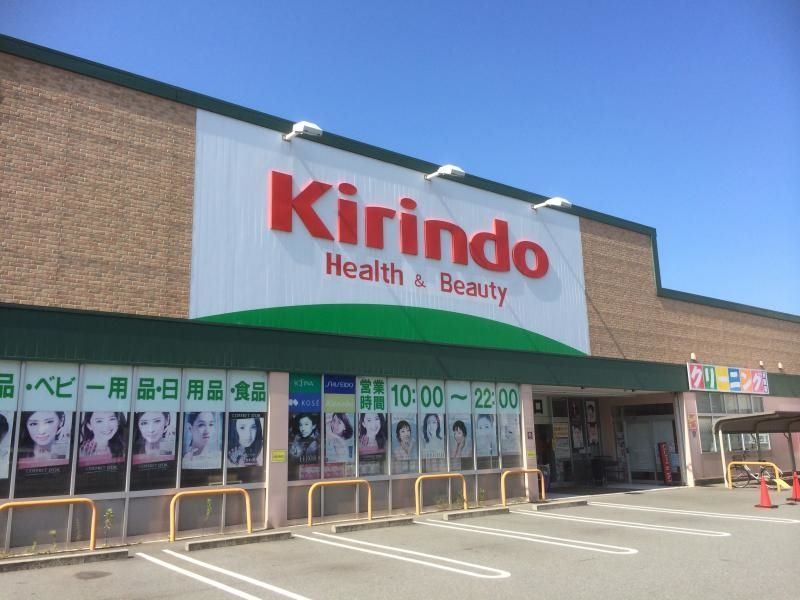 Kirindo
Health & Beauty
品・ベビー用品・日用品・食品
SHISEIDO
KOSÉ
営業時間
10:00～22:00
クリーニング